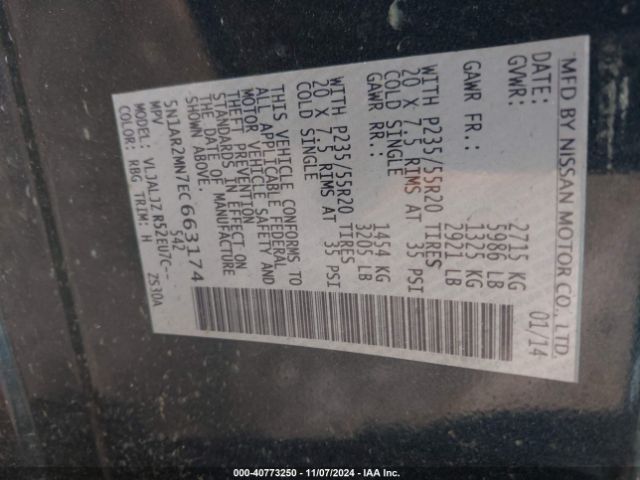 MFD BY NISSAN MOTOR CO., LTD.
DATE: 01/14
GVWR: 2715 KG
5986 LB
GAWR FR.: 1325 KG
2921 LB
WITH P235/55R20 TIRES
20 X 7.5 RIMS AT 35 PSI
COLD SINGLE
GAWR RR.: 1454 KG
3205 LB
WITH P235/55R20 TIRES
20 X 7.5 RIMS AT 35 PSI
COLD SINGLE
THIS VEHICLE CONFORMS TO
ALL APPLICABLE FEDERAL
MOTOR VEHICLE SAFETY AND
THEFT PREVENTION
STANDARDS IN EFFECT ON
THE DATE OF MANUFACTURE
SHOWN ABOVE.
5N1AR2MN7EC663174
MPV 542
MODEL: VLJALJ7 R52EU7C--
COLOR: RBG TRIM: H ZS30A
000-40773250 - 11/07/2024 - IAA Inc.